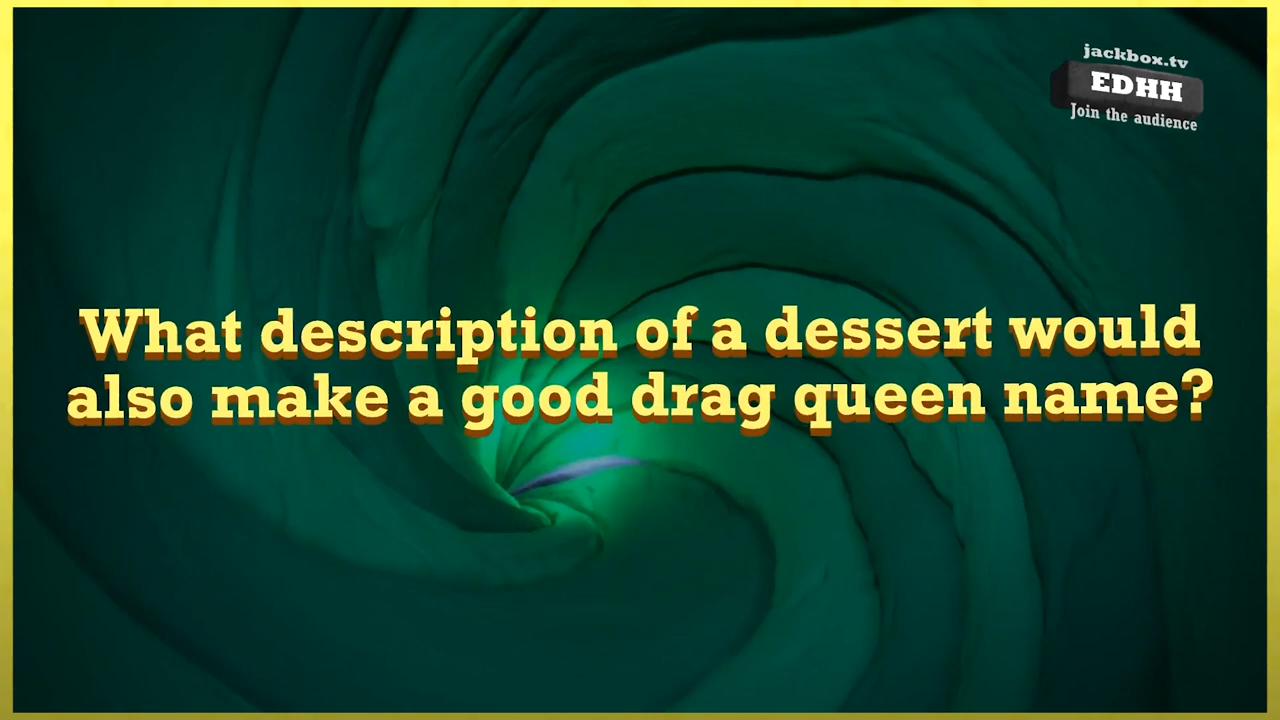 jackbox.tv
EDHH
Join the audience
What description of a dessert would
also make a good drag queen name?